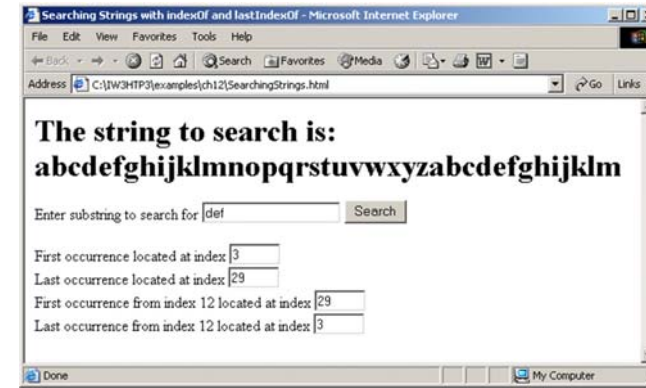 Searching Strings with indexOf and lastIndexOf - Microsoft Internet Explorer
File Edit View Favorites Tools Help
Back Search Favorites Media
Address C:\IW3HTP3\examples\ch12\SearchingStrings.html Go Links
The string to search is:
abcdefghijklmnopqrstuvwxyzabcdefghijklm
Enter substring to search for def Search
First occurrence located at index 3
Last occurrence located at index 29
First occurrence from index 12 located at index 29
Last occurrence from index 12 located at index 3
Done My Computer